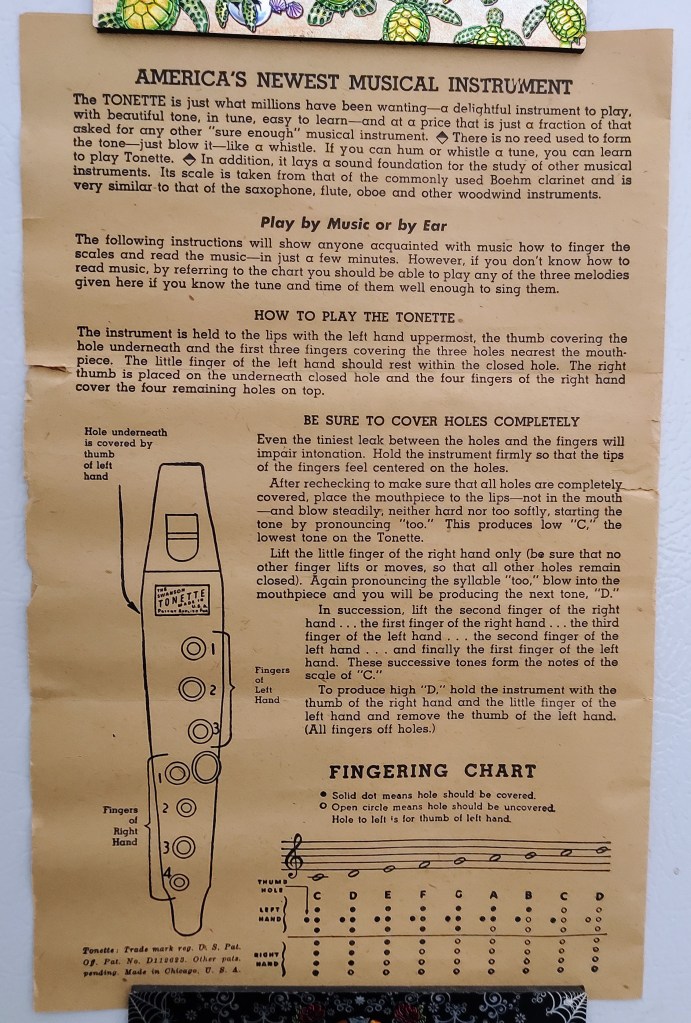 AMERICA'S NEWEST MUSICAL INSTRUMENT
The TONETTE is just what millions have been wanting—a delightful instrument to play,
with beautiful tone, in tune, easy to learn—and at a price that is just a fraction of that
asked for any other "sure enough" musical instrument. ◆ There is no reed used to form
the tone—just blow it—like a whistle. If you can hum or whistle a tune, you can learn
to play Tonette. ◆ In addition, it lays a sound foundation for the study of other musical
instruments. Its scale is taken from that of the commonly used Boehm clarinet and is
very similar to that of the saxophone, flute, oboe and other woodwind instruments.
Play by Music or by Ear
The following instructions will show anyone acquainted with music how to finger the
scales and read the music—in just a few minutes. However, if you don't know how to
read music, by referring to the chart you should be able to play any of the three melodies
given here if you know the tune and time of them well enough to sing them.
HOW TO PLAY THE TONETTE
The instrument is held to the lips with the left hand uppermost, the thumb covering the
hole underneath and the first three fingers covering the three holes nearest the mouth-
piece. The little finger of the left hand should rest within the closed hole. The right
thumb is placed on the underneath closed hole and the four fingers of the right hand
cover the four remaining holes on top.
Hole underneath
is covered by
thumb
of left
hand
THE
SWANSON
TONETTE
MADE IN
U.S.A.
1
2
3
Fingers
of
Left
Hand
1
2
3
4
Fingers
of
Right
Hand
BE SURE TO COVER HOLES COMPLETELY
Even the tiniest leak between the holes and the fingers will
impair intonation. Hold the instrument firmly so that the tips
of the fingers feel centered on the holes.
After rechecking to make sure that all holes are completely
covered, place the mouthpiece to the lips—not in the mouth
—and blow steadily, neither hard nor too softly, starting the
tone by pronouncing "too." This produces low "C," the
lowest tone on the Tonette.
Lift the little finger of the right hand only (be sure that no
other finger lifts or moves, so that all other holes remain
closed). Again pronouncing the syllable "too," blow into the
mouthpiece and you will be producing the next tone, "D."
In succession, lift the second finger of the right
hand . . . the first finger of the right hand . . . the third
finger of the left hand . . . the second finger of the
left hand . . . and finally the first finger of the left
hand. These successive tones form the notes of the
scale of "C."
To produce high "D," hold the instrument with the
thumb of the right hand and the little finger of the
left hand and remove the thumb of the left hand.
(All fingers off holes.)
FINGERING CHART
● Solid dot means hole should be covered.
○ Open circle means hole should be uncovered.
Hole to left is for thumb of left hand.
THUMB
HOLE
C D E F G A B C D
LEFT
HAND
RIGHT
HAND
Tonette: Trade mark reg. U. S. Pat.
Off. Pat. No. D112623. Other pats.
pending. Made in Chicago, U. S. A.